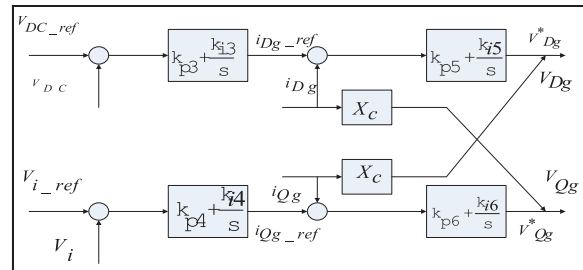 V_DC_ref
k_p3 + k_i3/s
i_Dg_ref
k_p5 + k_i5/s
V*_Dg
V_DC
i_Dg
V_Dg
X_c
X_c
V_Qg
V_i_ref
k_p4 + k_i4/s
i_Qg
i_Qg_ref
k_p6 + k_i6/s
V*_Qg
V_i